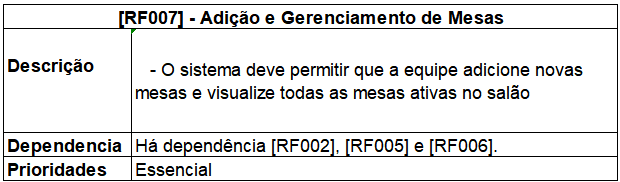 [RF007] - Adição e Gerenciamento de Mesas
Descrição
- O sistema deve permitir que a equipe adicione novas
mesas e visualize todas as mesas ativas no salão
Dependencia Há dependência [RF002], [RF005] e [RF006].
Prioridades Essencial